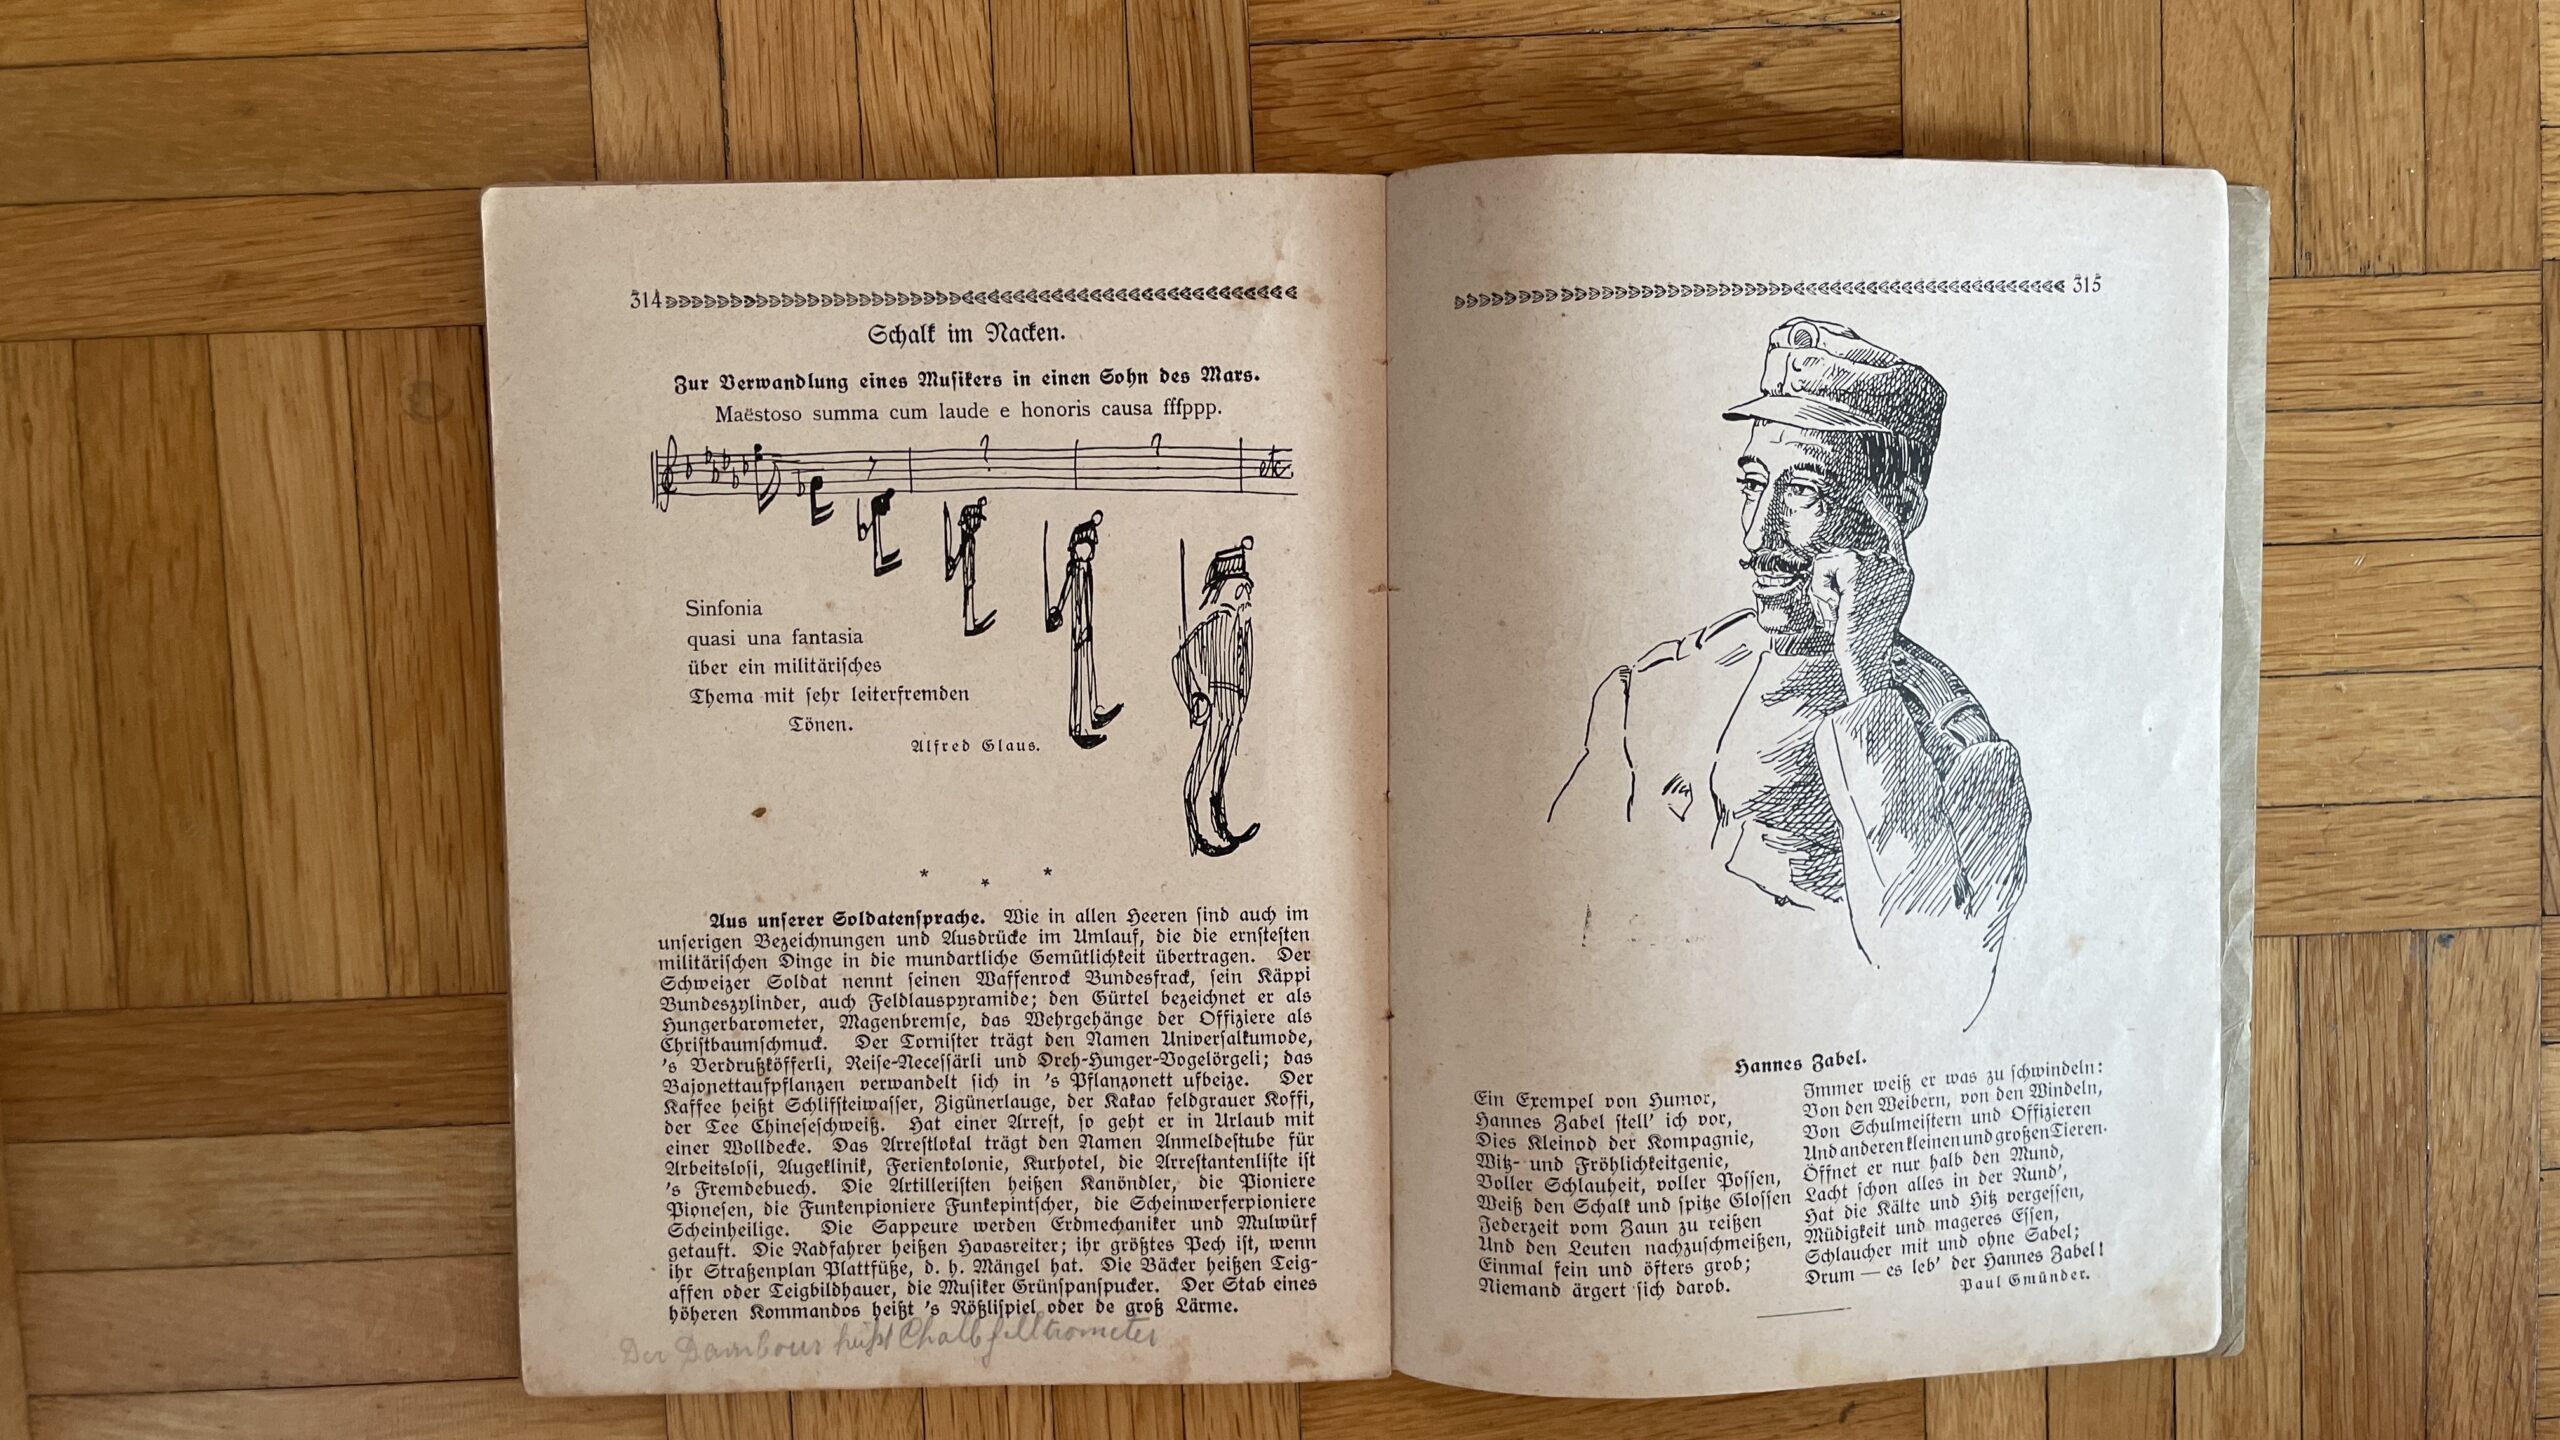 314
Schalk im Nacken.
Zur Verwandlung eines Musikers in einen Sohn des Mars.
Maëstoso summa cum laude e honoris causa fffppp.
etc
Sinfonia
quasi una fantasia
über ein militärisches
Thema mit sehr leiterfremden
Tönen.
Alfred Glaus.
* * *
Aus unserer Soldatensprache. Wie in allen Heeren sind auch im
unserigen Bezeichnungen und Ausdrücke im Umlauf, die die ernstesten
militärischen Dinge in die mundartliche Gemütlichkeit übertragen. Der
Schweizer Soldat nennt seinen Waffenrock Bundesfrack, sein Käppi
Bundeszylinder, auch Feldlauspyramide; den Gürtel bezeichnet er als
Hungerbarometer, Magenbremse, das Wehrgehänge der Offiziere als
Christbaumschmuck. Der Tornister trägt den Namen Universalkumode,
's Verdrußköfferli, Reise-Necessärli und Dreh-Hunger-Vogelörgeli; das
Bajonettaufpflanzen verwandelt sich in 's Pflanzonett ufbeize. Der
Kaffee heißt Schlifsteiwasser, Zigünerlauge, der Kakao feldgrauer Koffi,
der Tee Chineseschweiß. Hat einer Arrest, so geht er in Urlaub mit
einer Wolldecke. Das Arrestlokal trägt den Namen Anmeldestube für
Arbeitslosi, Augeklinik, Ferienkolonie, Kurhotel, die Arrestantenliste ist
's Fremdebuech. Die Artilleristen heißen Kanöndler, die Pioniere
Pionesen, die Funkenpioniere Funkepintscher, die Scheinwerferpioniere
Scheinheilige. Die Sappeure werden Erdmechaniker und Mulwürf
getauft. Die Radfahrer heißen Havasreiter; ihr größtes Pech ist, wenn
ihr Straßenplan Plattfüße, d. h. Mängel hat. Die Bäcker heißen Teig-
affen oder Teigbildhauer, die Musiker Grünspanspucker. Der Stab eines
höheren Kommandos heißt 's Rößlispiel oder de groß Lärme.
Der Dambour heißt Chalbfelltrometer
315
Hannes Zabel.
Ein Exempel von Humor,
Hannes Zabel stell' ich vor,
Dies Kleinod der Kompagnie,
Witz- und Fröhlichkeitgenie,
Voller Schlauheit, voller Possen,
Weiß den Schalk und spitze Glossen
Jederzeit vom Zaun zu reißen
Und den Leuten nachzuschmeißen,
Einmal fein und öfters grob;
Niemand ärgert sich darob.
Immer weiß er was zu schwindeln:
Von den Weibern, von den Windeln,
Von Schulmeistern und Offizieren
Und anderen kleinen und großen Tieren.
Öffnet er nur halb den Mund,
Lacht schon alles in der Rund',
Hat die Kälte und Hitz vergessen,
Müdigkeit und mageres Essen,
Schlaucher mit und ohne Sabel;
Drum — es leb' der Hannes Zabel!
Paul Gmünder.